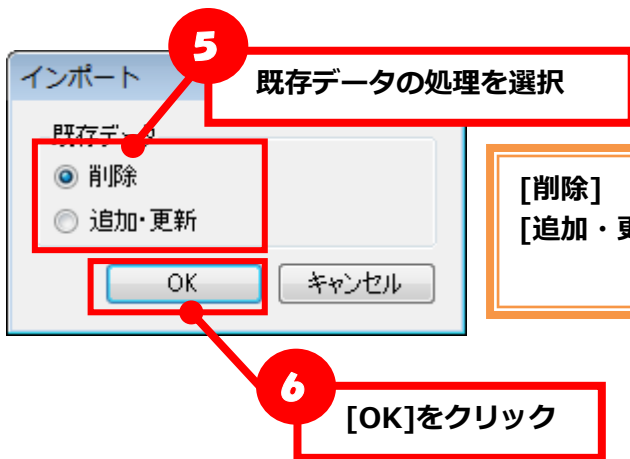 5
既存データの処理を選択
インポート
既存データ
削除
追加・更新
[削除]
[追加・
OK
キャンセル
6
[OK]をクリック